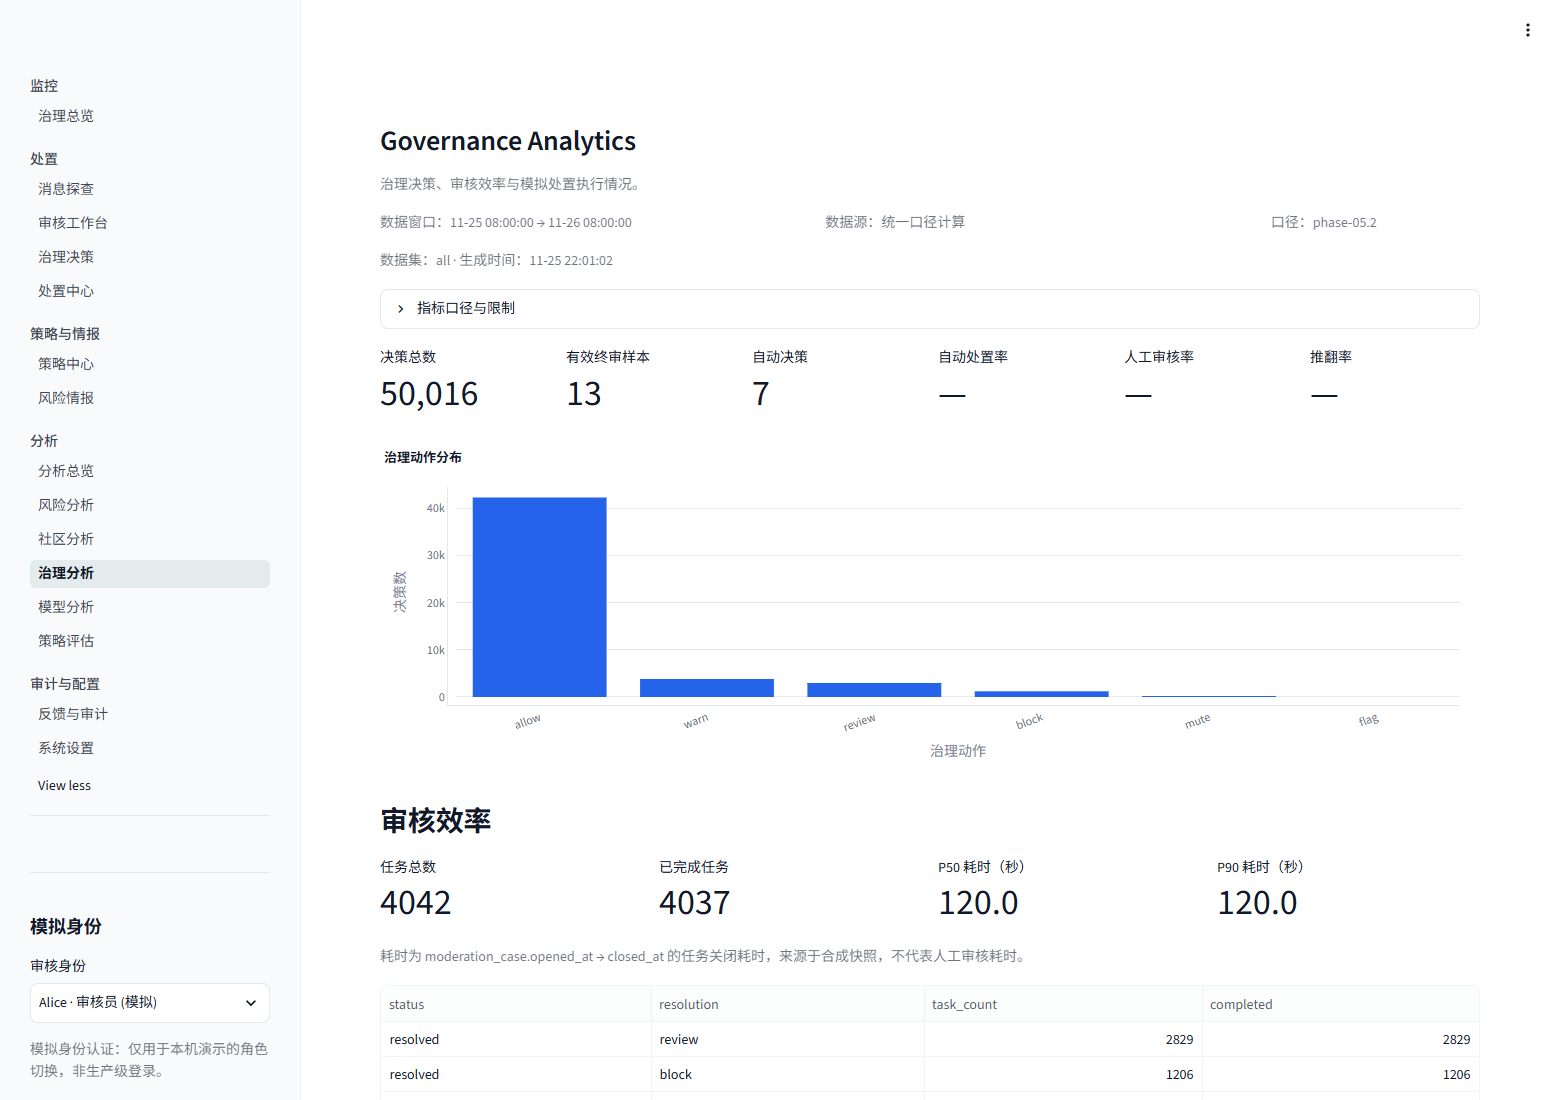 监控
治理总览
处置
消息探查
审核工作台
治理决策
处置中心
策略与情报
策略中心
风险情报
分析
分析总览
风险分析
社区分析
治理分析
模型分析
策略评估
审计与配置
反馈与审计
系统设置
View less
模拟身份
审核身份
Alice · 审核员 (模拟)
模拟身份认证：仅用于本机演示的角色
切换，非生产级登录。
Governance Analytics
治理决策、审核效率与模拟处置执行情况。
数据窗口：11-25 08:00:00 → 11-26 08:00:00
数据源：统一口径计算
口径：phase-05.2
数据集：all · 生成时间：11-25 22:01:02
指标口径与限制
决策总数
有效终审样本
自动决策
自动处置率
人工审核率
推翻率
50,016
13
7
—
—
—
治理动作分布
决策数
40k
30k
20k
10k
0
allow
warn
review
block
mute
flag
治理动作
审核效率
任务总数
已完成任务
P50 耗时（秒）
P90 耗时（秒）
4042
4037
120.0
120.0
耗时为 moderation_case.opened_at → closed_at 的任务关闭耗时，来源于合成快照，不代表人工审核耗时。
status resolution task_count completed
resolved review 2829 2829
resolved block 1206 1206